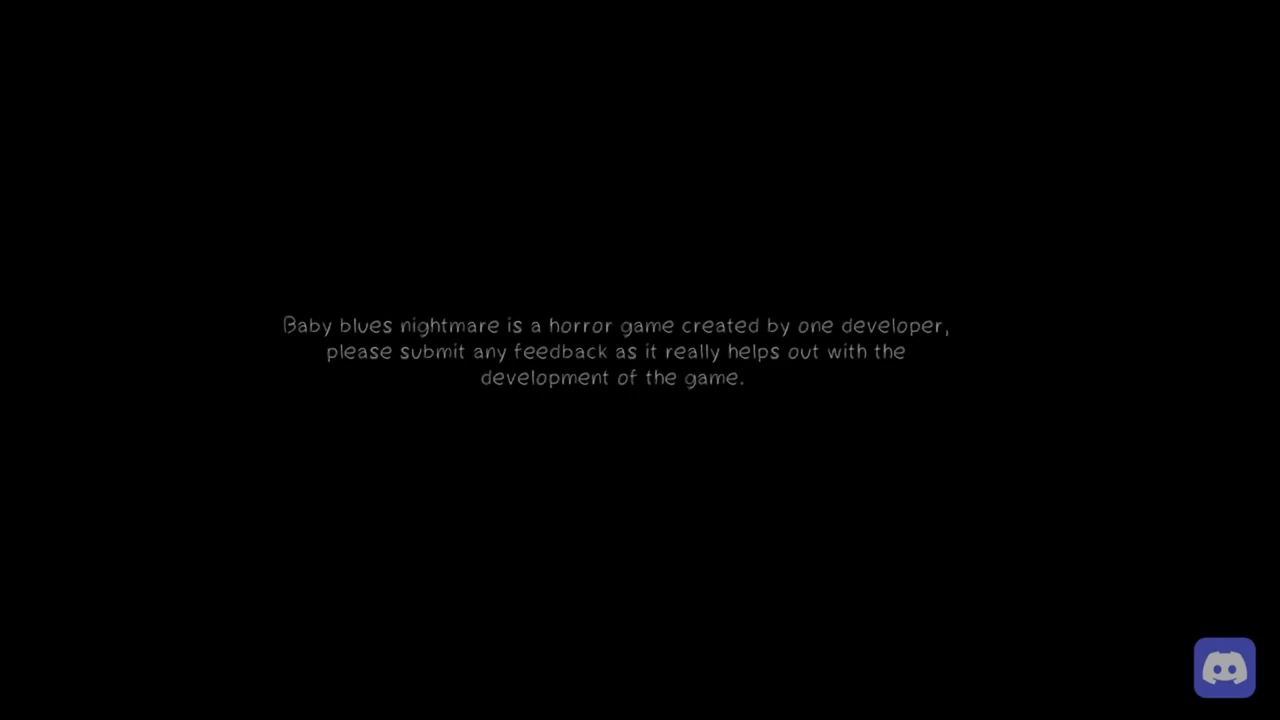 Baby blues nightmare is a horror game created by one developer,
please submit any feedback as it really helps out with the
development of the game.